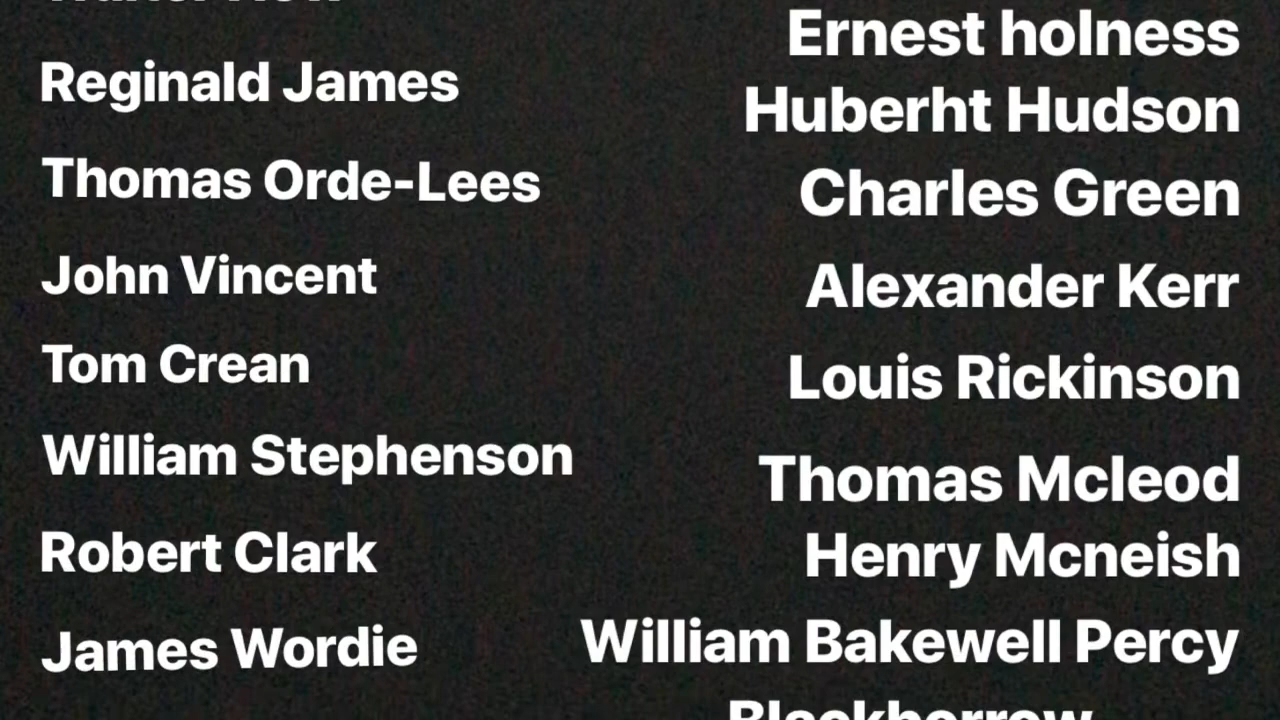 Reginald James
Thomas Orde-Lees
John Vincent
Tom Crean
William Stephenson
Robert Clark
James Wordie
Ernest holness
Huberht Hudson
Charles Green
Alexander Kerr
Louis Rickinson
Thomas Mcleod
Henry Mcneish
William Bakewell Percy
Blackborrow